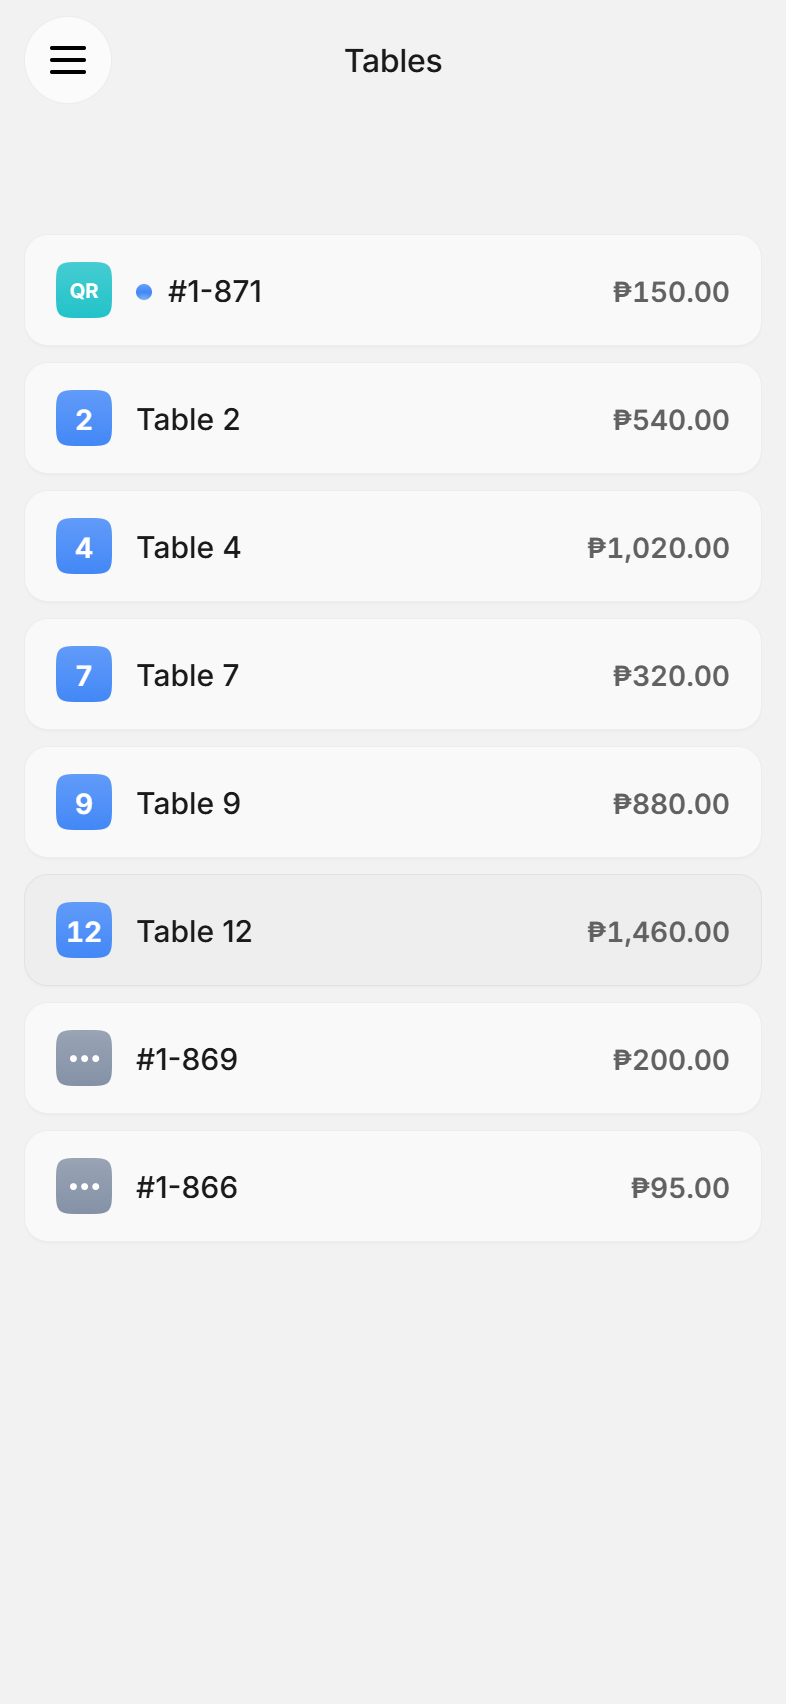 Tables
QR #1-871 ₱150.00
2 Table 2 ₱540.00
4 Table 4 ₱1,020.00
7 Table 7 ₱320.00
9 Table 9 ₱880.00
12 Table 12 ₱1,460.00
#1-869 ₱200.00
#1-866 ₱95.00